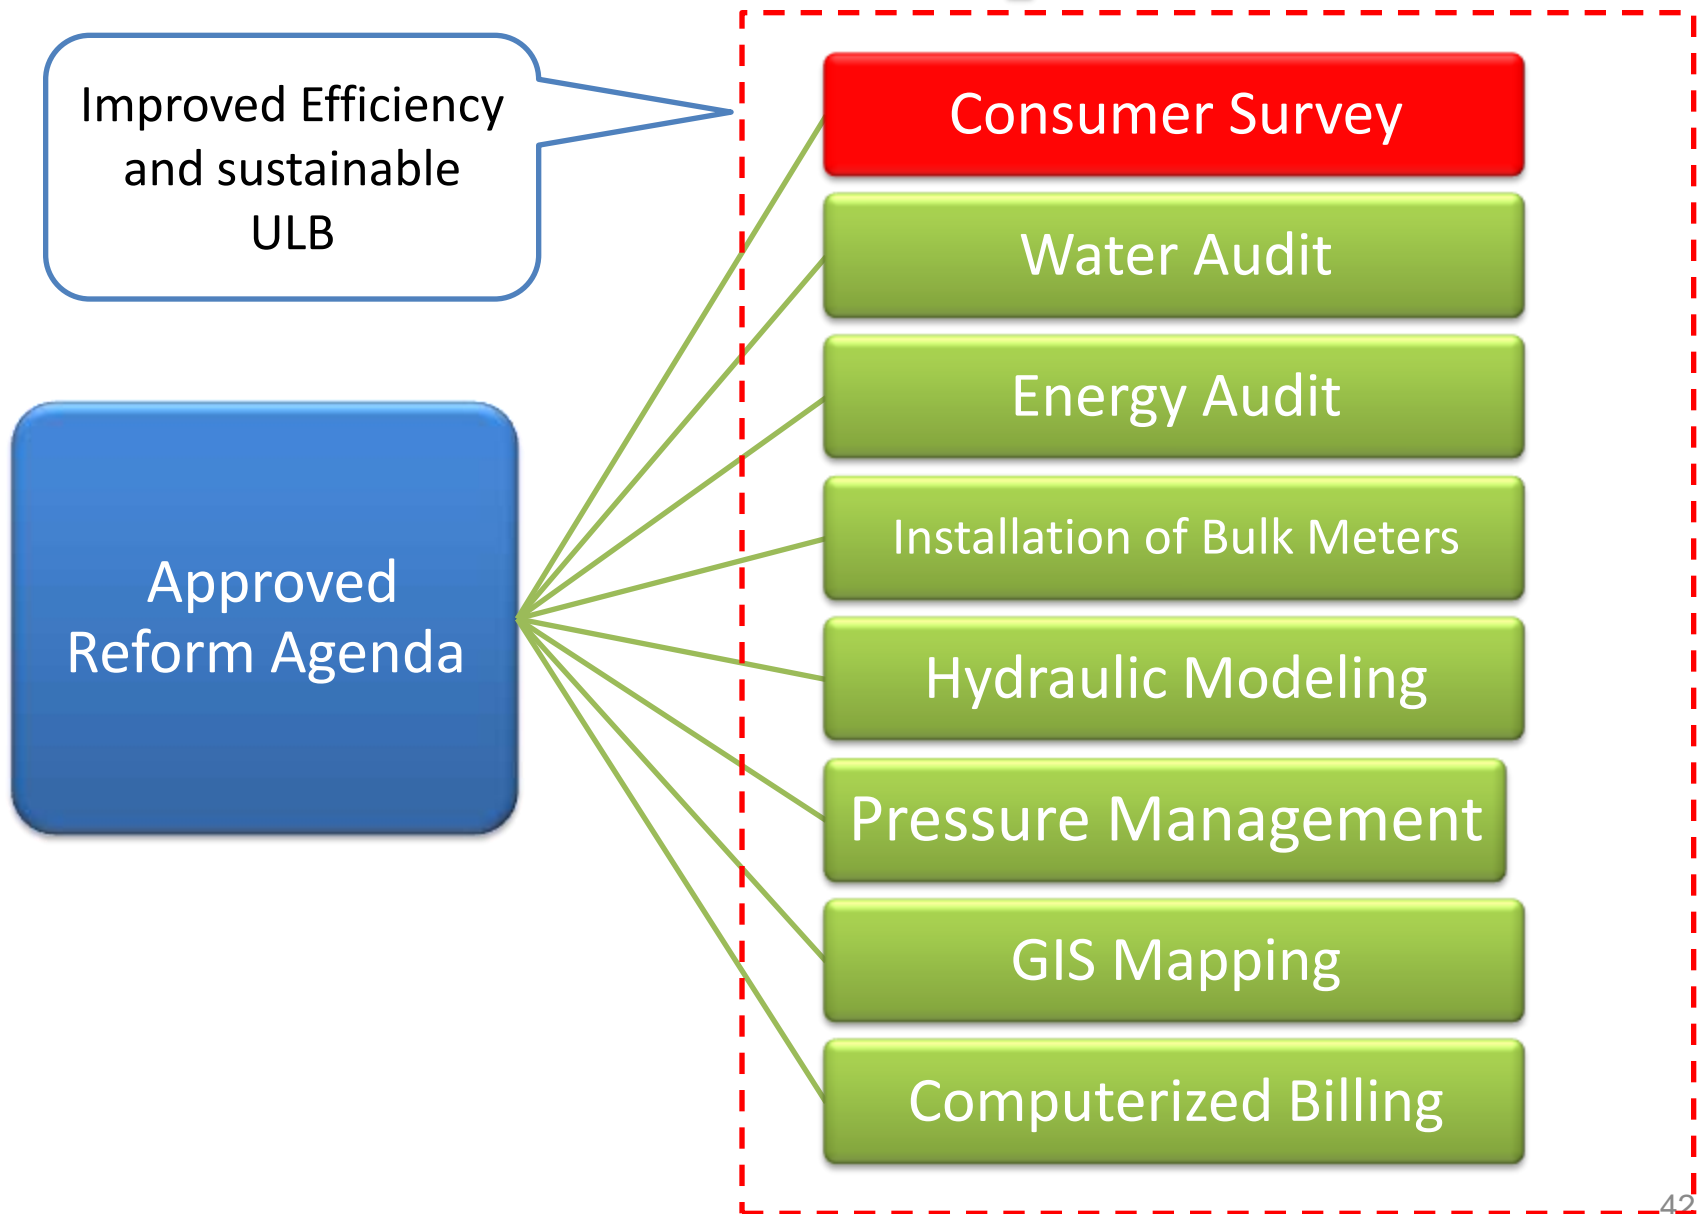 Improved Efficiency
and sustainable
ULB
Approved
Reform Agenda
Consumer Survey
Water Audit
Energy Audit
Installation of Bulk Meters
Hydraulic Modeling
Pressure Management
GIS Mapping
Computerized Billing
42